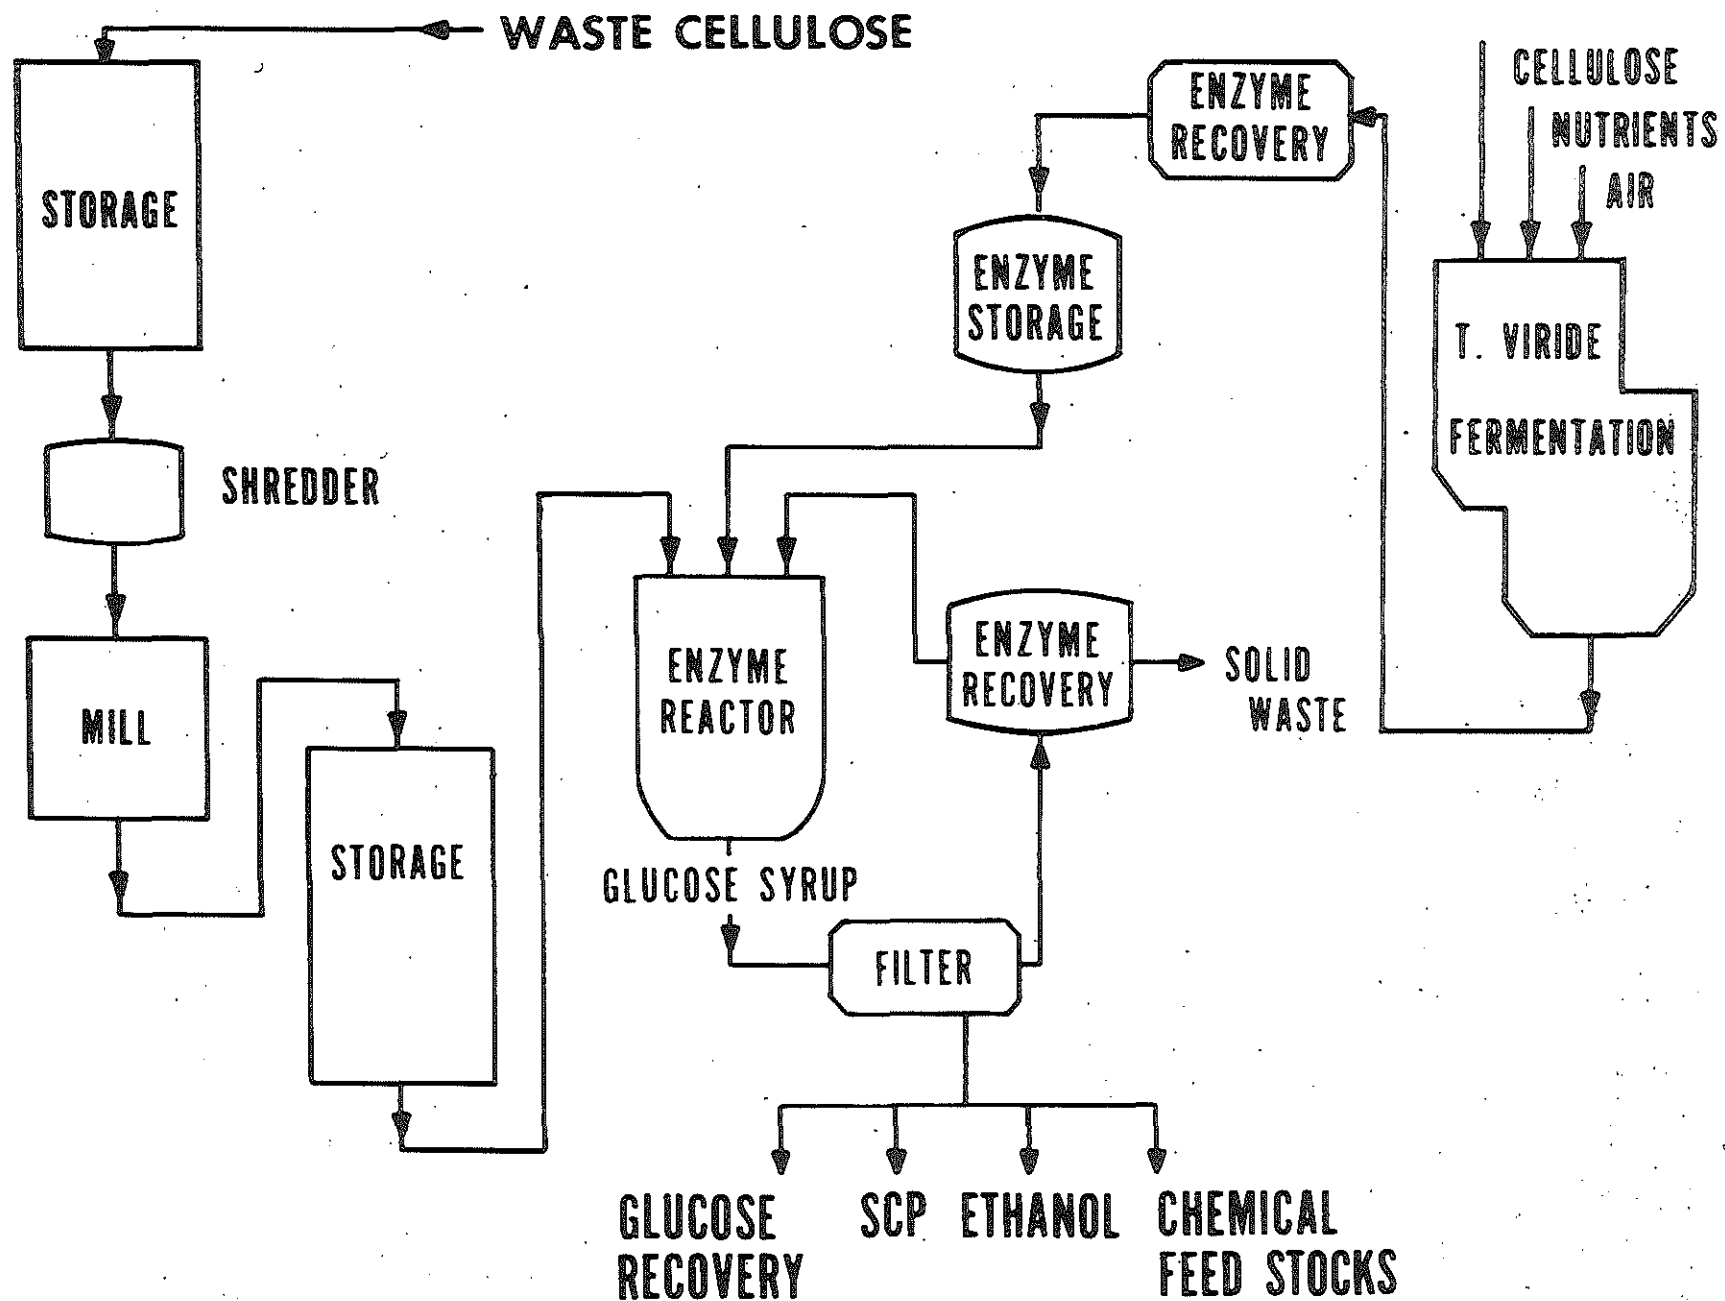 WASTE CELLULOSE
STORAGE
SHREDDER
MILL
STORAGE
ENZYME
RECOVERY
CELLULOSE
NUTRIENTS
AIR
ENZYME
STORAGE
T. VIRIDE
FERMENTATION
ENZYME
REACTOR
ENZYME
RECOVERY
SOLID
WASTE
GLUCOSE SYRUP
FILTER
GLUCOSE
RECOVERY
SCP
ETHANOL
CHEMICAL
FEED STOCKS